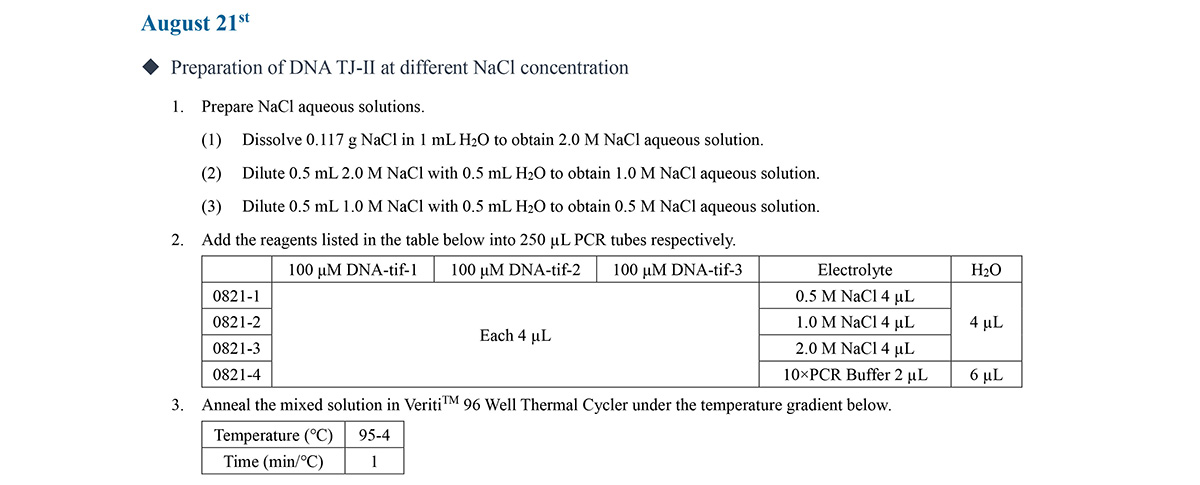 August 21st
◆ Preparation of DNA TJ-II at different NaCl concentration
1. Prepare NaCl aqueous solutions.
(1) Dissolve 0.117 g NaCl in 1 mL H₂O to obtain 2.0 M NaCl aqueous solution.
(2) Dilute 0.5 mL 2.0 M NaCl with 0.5 mL H₂O to obtain 1.0 M NaCl aqueous solution.
(3) Dilute 0.5 mL 1.0 M NaCl with 0.5 mL H₂O to obtain 0.5 M NaCl aqueous solution.
2. Add the reagents listed in the table below into 250 μL PCR tubes respectively.
100 μM DNA-tif-1 100 μM DNA-tif-2 100 μM DNA-tif-3 Electrolyte H₂O
0821-1 0.5 M NaCl 4 μL
0821-2 1.0 M NaCl 4 μL 4 μL
Each 4 μL
0821-3 2.0 M NaCl 4 μL
0821-4 10×PCR Buffer 2 μL 6 μL
3. Anneal the mixed solution in Veriti™ 96 Well Thermal Cycler under the temperature gradient below.
Temperature (°C) 95-4
Time (min/°C) 1